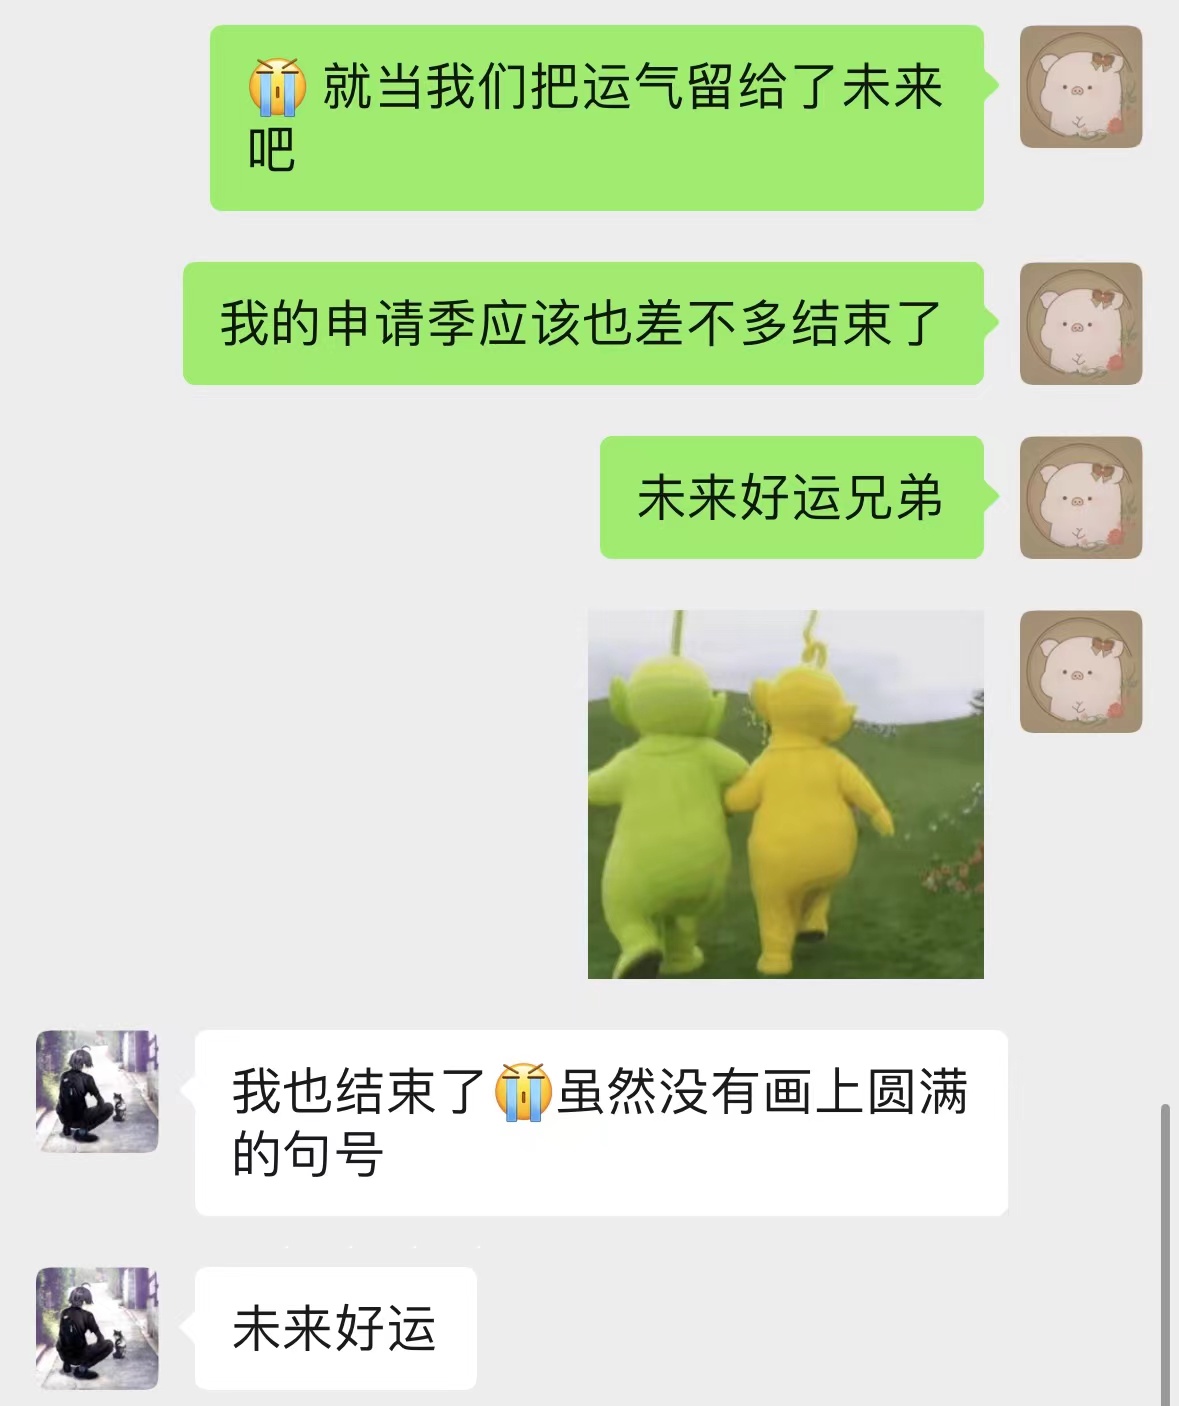 😭 就当我们把运气留给了未来
吧
我的申请季应该也差不多结束了
未来好运兄弟
我也结束了😭虽然没有画上圆满
的句号
未来好运